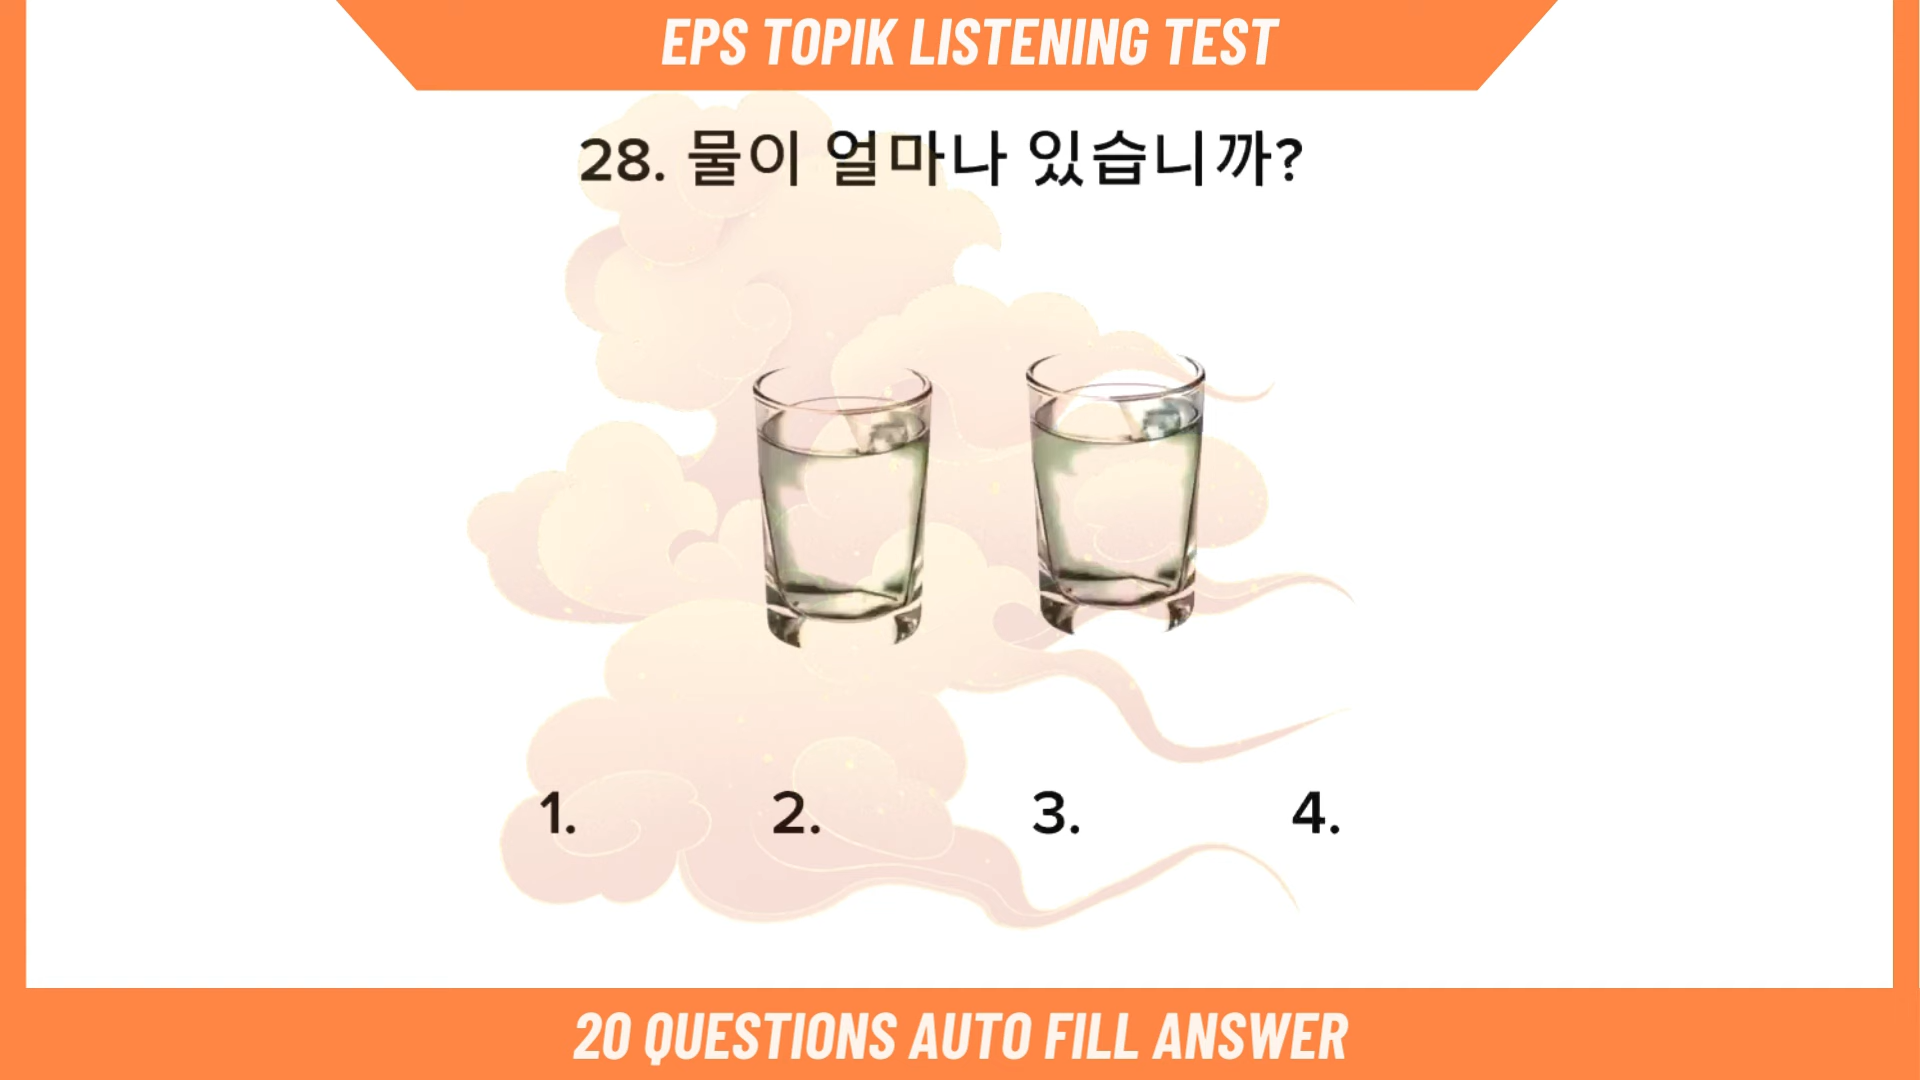 EPS TOPIK LISTENING TEST
28. 물이 얼마나 있습니까?
1. 2. 3. 4.
20 QUESTIONS AUTO FILL ANSWER